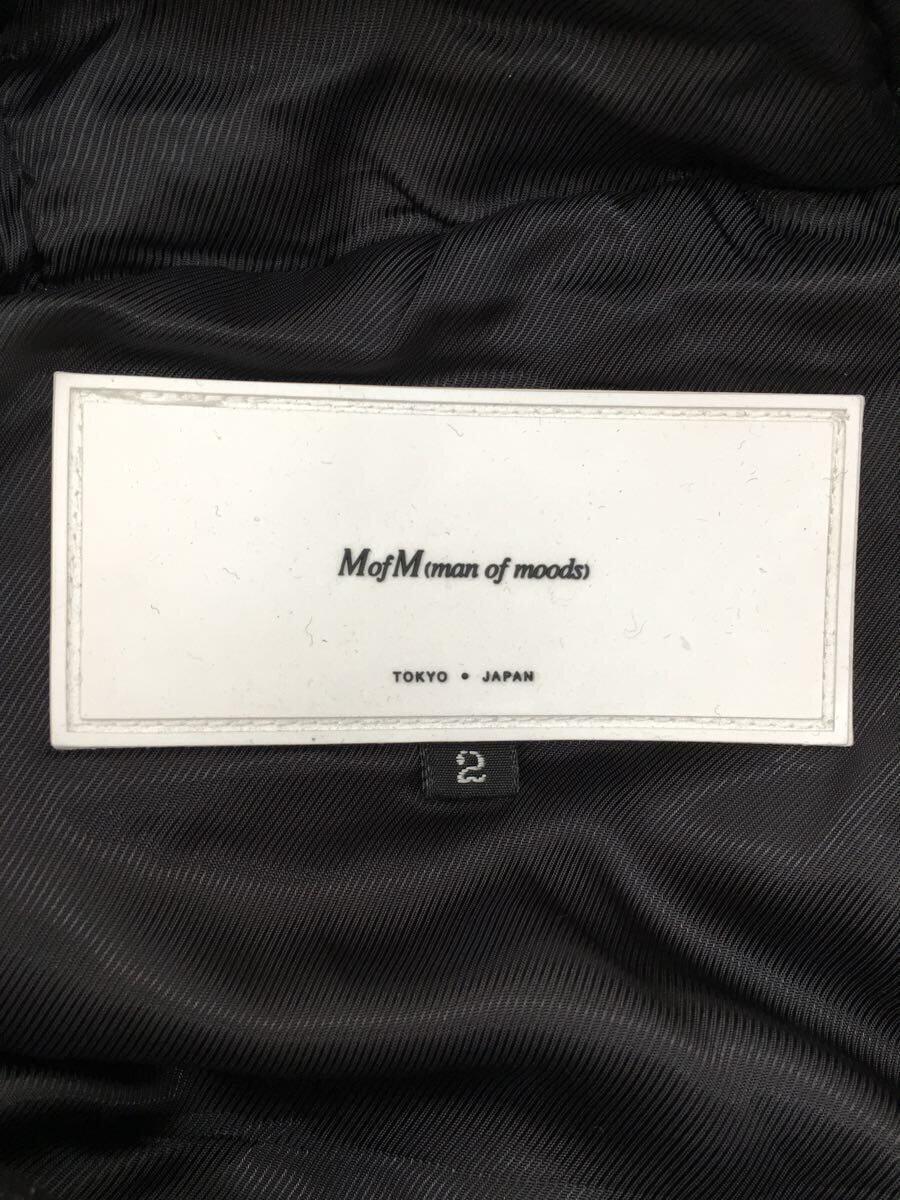 MofM (man of moods)
TOKYO • JAPAN
2